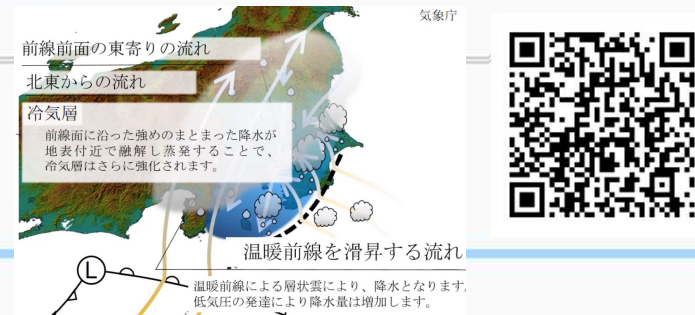 気象庁
前線前面の東寄りの流れ
北東からの流れ
冷気層
前線面に沿った強めのまとまった降水が
地表付近で融解し蒸発することで、
冷気層はさらに強化されます。
温暖前線を滑昇する流れ
L
温暖前線による層状雲により、降水となります
低気圧の発達により降水量は増加します。